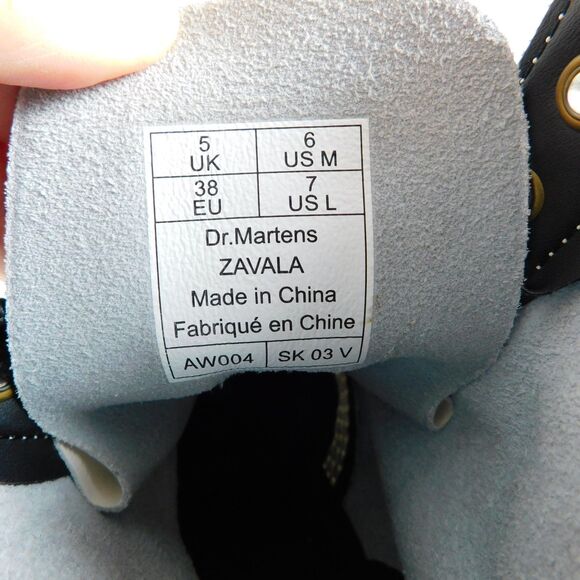 5 6
UK US M
38 7
EU US L
Dr.Martens
ZAVALA
Made in China
Fabriqué en Chine
AW004 SK 03 V